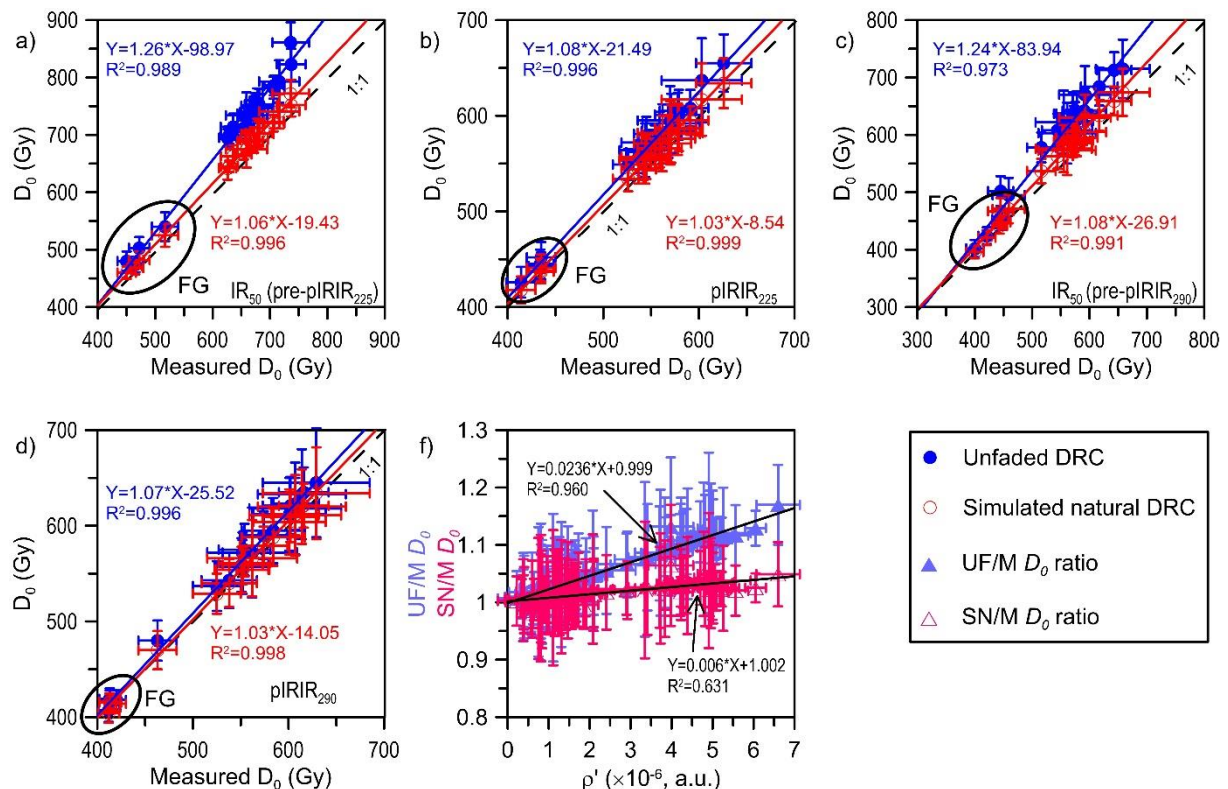 a)
900
800
700
600
500
400
D₀ (Gy)
Y=1.26*X-98.97
R²=0.989
1:1
Y=1.06*X-19.43
R²=0.996
FG
IR₅₀ (pre-pIRIR₂₂₅)
400 500 600 700 800 900
Measured D₀ (Gy)
b)
700
600
500
400
Y=1.08*X-21.49
R²=0.996
1:1
Y=1.03*X-8.54
R²=0.999
FG
pIRIR₂₂₅
400 500 600 700
Measured D₀ (Gy)
c)
800
700
600
500
400
300
Y=1.24*X-83.94
R²=0.973
1:1
FG
Y=1.08*X-26.91
R²=0.991
IR₅₀ (pre-pIRIR₂₉₀)
300 400 500 600 700 800
Measured D₀ (Gy)
d)
700
600
500
400
D₀ (Gy)
Y=1.07*X-25.52
R²=0.996
1:1
Y=1.03*X-14.05
R²=0.998
FG
pIRIR₂₉₀
400 500 600 700
Measured D₀ (Gy)
f)
1.3
1.2
1.1
1
0.9
0.8
UF/M D₀
SN/M D₀
Y=0.0236*X+0.999
R²=0.960
Y=0.006*X+1.002
R²=0.631
0 1 2 3 4 5 6 7
ρ' (×10⁻⁶, a.u.)
Unfaded DRC
Simulated natural DRC
UF/M D₀ ratio
SN/M D₀ ratio